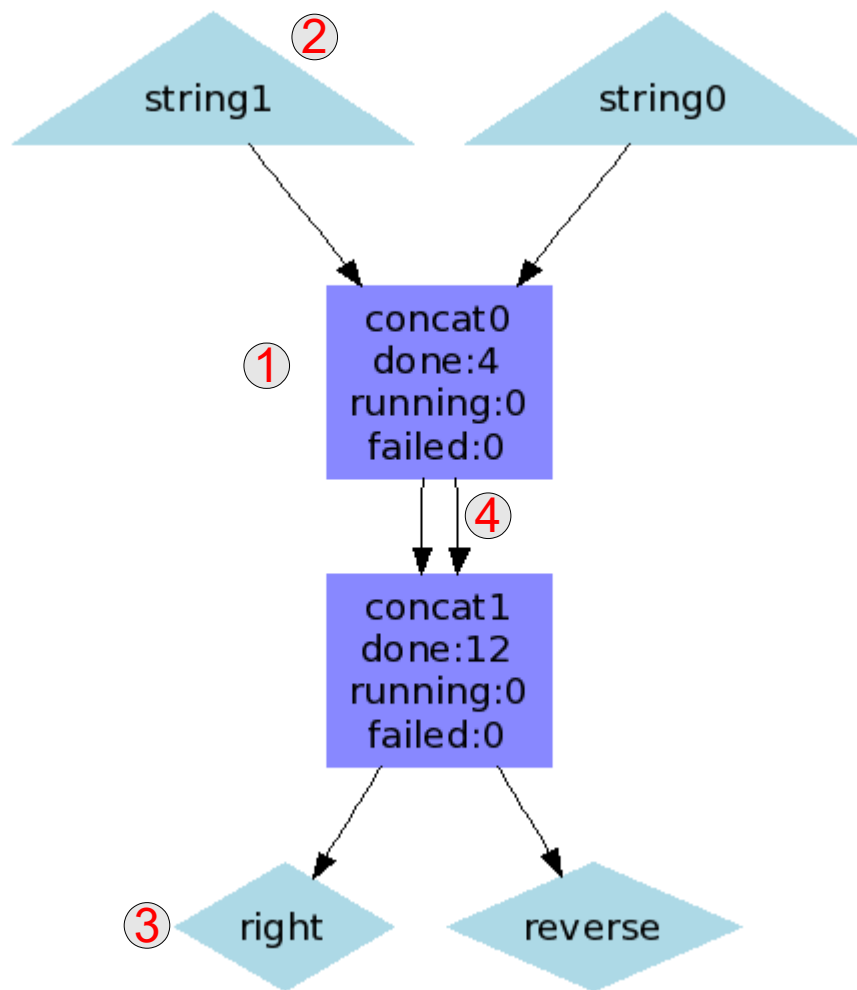 2
string1
string0
1
concat0
done:4
running:0
failed:0
4
concat1
done:12
running:0
failed:0
3
right
reverse